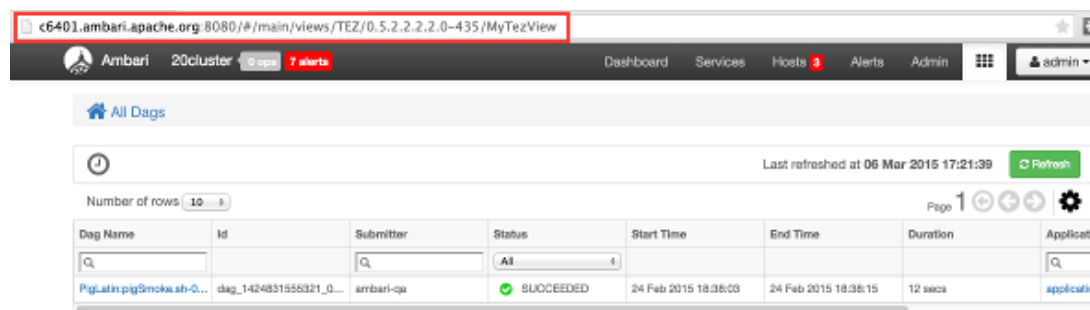 c6401.ambari.apache.org:8080/#/main/views/TEZ/0.5.2.2.2.2.0-435/MyTezView
Ambari 20cluster 0 ops 7 alerts Dashboard Services Hosts 3 Alerts Admin admin
All Dags
Last refreshed at 06 Mar 2015 17:21:39 Refresh
Number of rows 10 Page 1
Dag Name Id Submitter Status Start Time End Time Duration Applicat
All
PigLatin:pigSmoke.sh-0... dag_1424831555321_0... ambari-qa SUCCEEDED 24 Feb 2015 18:38:03 24 Feb 2015 18:38:15 12 secs applicati